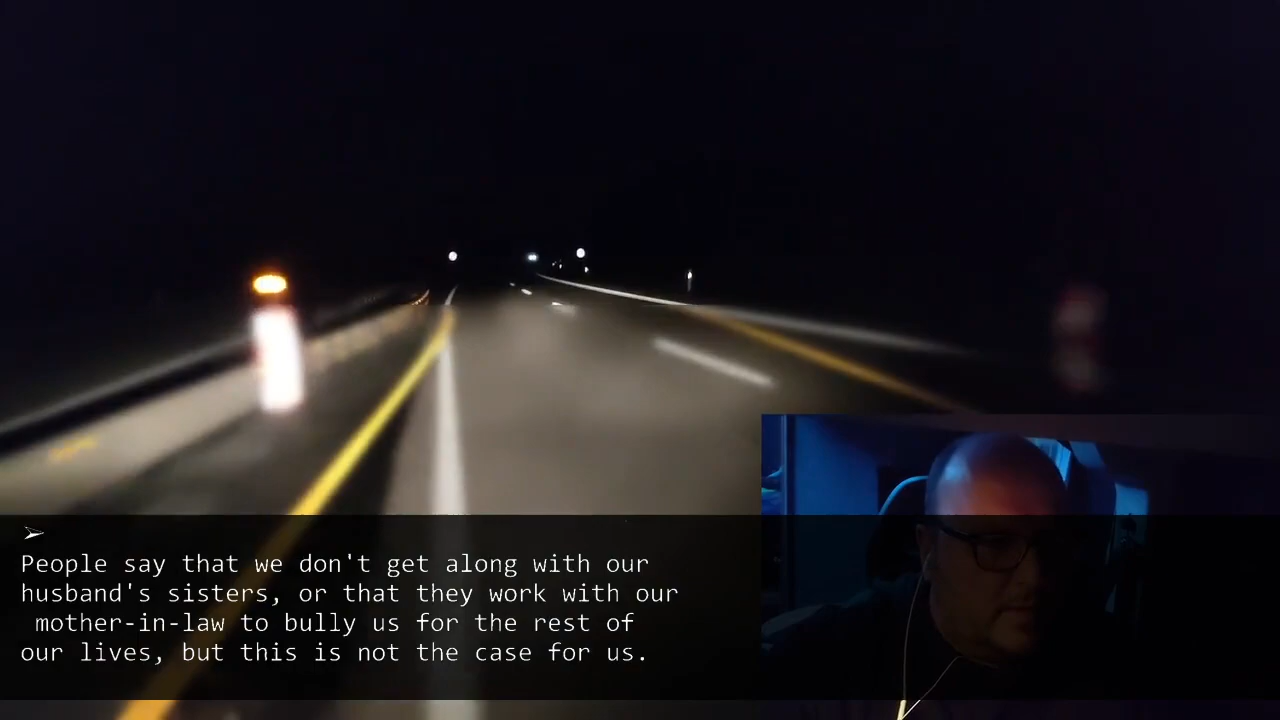 People say that we don't get along with our
husband's sisters, or that they work with our
mother-in-law to bully us for the rest of
our lives, but this is not the case for us.